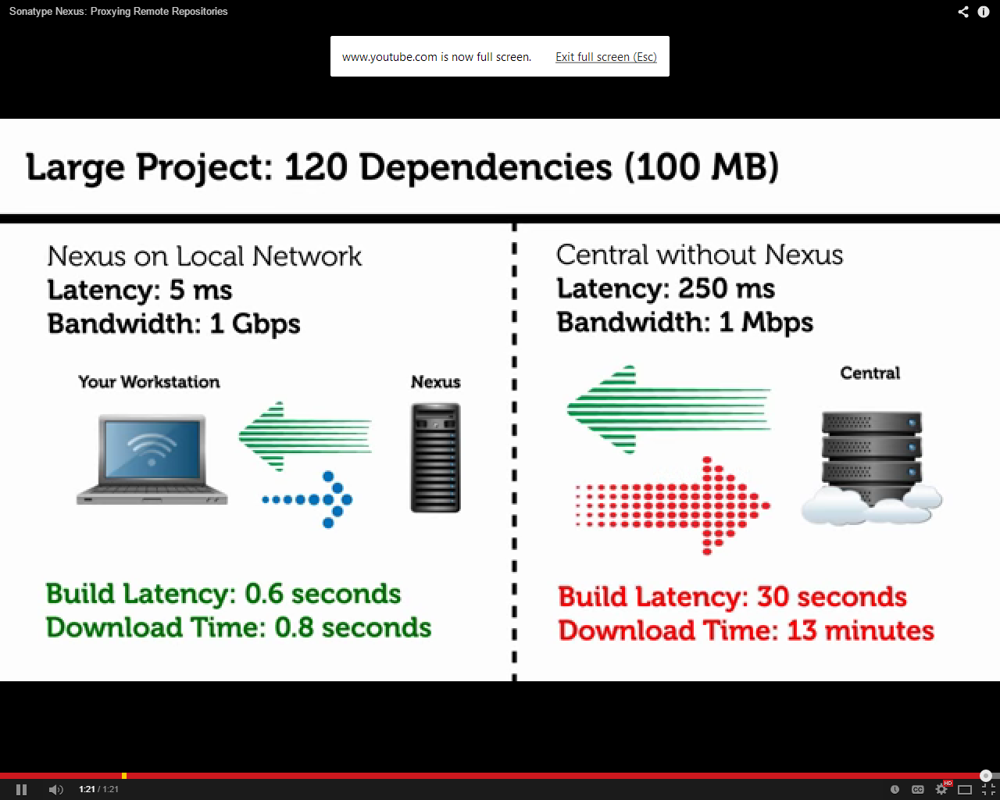 Sonatype Nexus: Proxying Remote Repositories
www.youtube.com is now full screen. Exit full screen (Esc)
Large Project: 120 Dependencies (100 MB)
Nexus on Local Network
Latency: 5 ms
Bandwidth: 1 Gbps
Your Workstation
Nexus
Build Latency: 0.6 seconds
Download Time: 0.8 seconds
Central without Nexus
Latency: 250 ms
Bandwidth: 1 Mbps
Central
Build Latency: 30 seconds
Download Time: 13 minutes
1:21 / 1:21
CC
HD